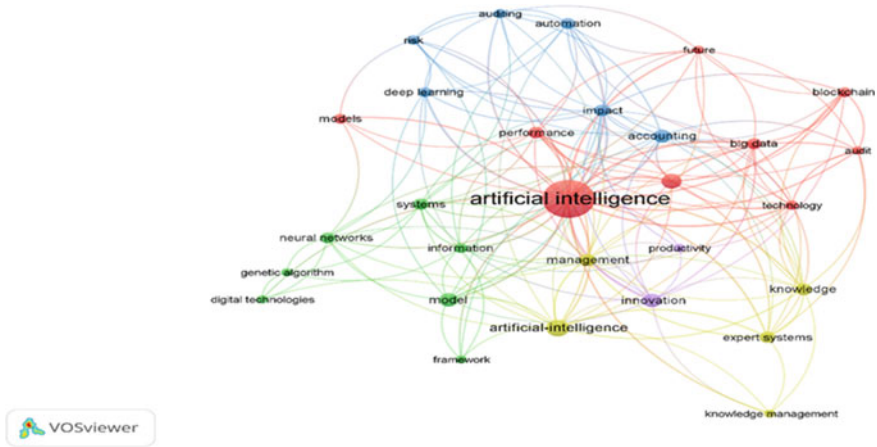 auditing
automation
risk
future
deep learning
blockchain
impact
models
performance
accounting
big data
audit
artificial intelligence
systems
technology
neural networks
information
productivity
management
genetic algorithm
knowledge
digital technologies
model
innovation
artificial-intelligence
expert systems
framework
knowledge management
VOSviewer